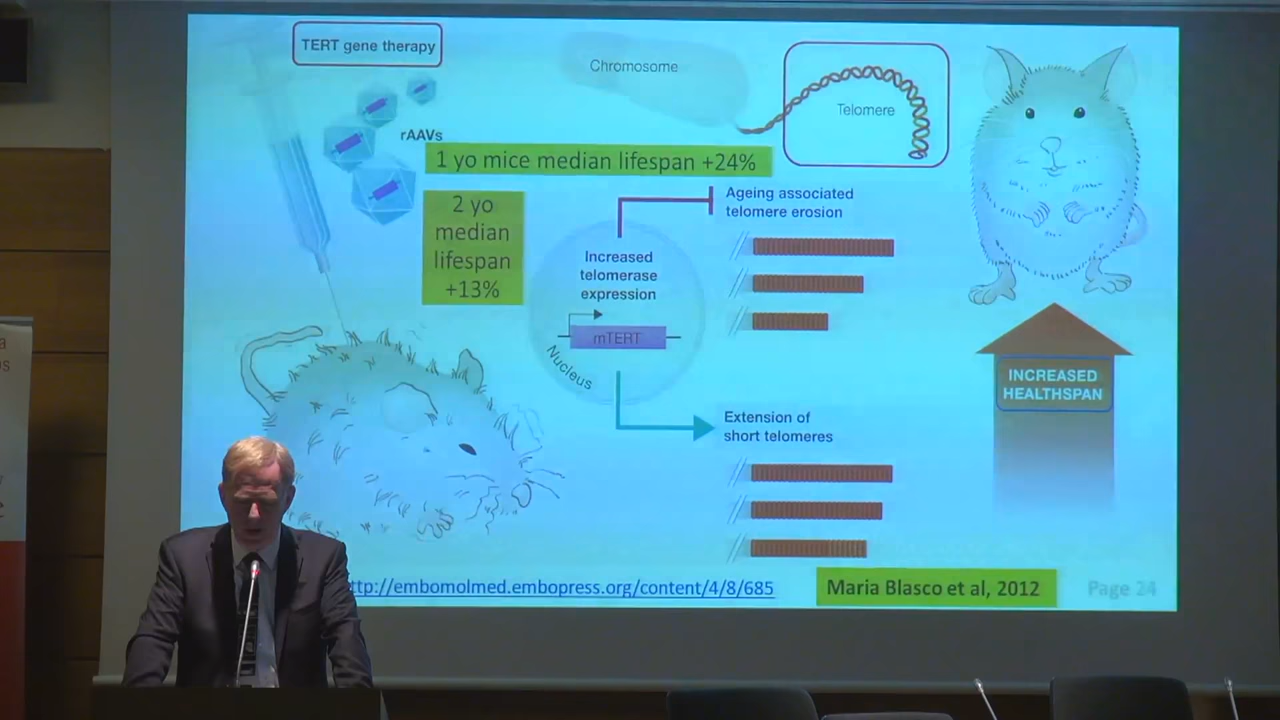 TERT gene therapy
Chromosome
Telomere
rAAVs
1 yo mice median lifespan +24%
2 yo
median
lifespan
+13%
Ageing associated
telomere erosion
Increased
telomerase
expression
mTERT
Nucleus
INCREASED
HEALTHSPAN
Extension of
short telomeres
ttp://embomolmed.embopress.org/content/4/8/685
Maria Blasco et al, 2012
Page 24